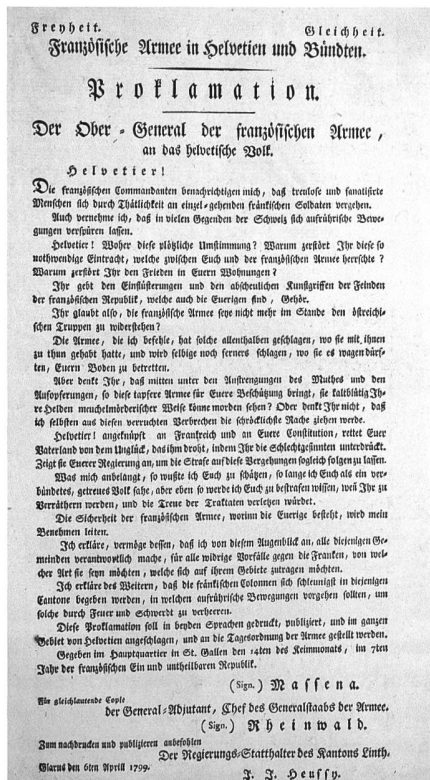 Freyheit. Gleichheit.
Französische Armee in Helvetien und Bündten.
Proklamation.
Der Ober-General der französischen Armee,
an das helvetische Volk.
Helvetier!
Die französischen Commandanten benachrichtigen mich, daß treulose und fanatisirte
Menschen sich durch Thätlichkeit an einzel-gehenden fränkischen Soldaten vergehen.
Auch vernehme ich, daß in vielen Gegenden der Schweiz sich aufrührische Bewe-
gungen verspüren lassen.
Helvetier! Woher diese plötzliche Umstimmung? Warum zerstört Ihr diese so
nothwendige Eintracht, welche zwischen Euch und der französischen Armee herrschte?
Warum zerstört Ihr den Frieden in Euern Wohnungen?
Ihr gebt den Einflüsterungen und den abscheulichen Kunstgriffen der Feinden
der französischen Republik, welche auch die Euerigen sind, Gehör.
Ihr glaubt also, die französische Armee seye nicht mehr im Stande den östreichi-
schen Truppen zu widerstehen?
Die Armee, die ich befehle, hat solche allenthalben geschlagen, wo sie mit ihnen
zu thun gehabt hatte, und wird selbige noch ferners schlagen, wo sie es wagen dürf-
ten, Euern Boden zu betretten.
Aber denkt Ihr, daß mitten unter den Anstrengungen des Muthes und den
Aufopferungen, so diese tapfere Armee für Euere Beschützung bringt, sie kaltblütig Ih-
re Helden meuchelmörderischer Weise könne morden sehen? Oder denkt Ihr nicht, daß
ich selbsten aus diesen verruchten Verbrechen die schröcklichste Rache ziehen werde.
Helvetier! angeknüpft an Frankreich und an Euere Constitution, rettet Euer
Vaterland von dem Unglück, das ihm droht, indem Ihr die Schlechtgesinnten unterdrückt.
Zeigt sie Euerer Regierung an, um die Strafe auf diese Vergehungen sogleich folgen zu lassen.
Was mich anbelangt, so wußte ich Euch zu schäzen, so lange ich Euch als ein ver-
bündetes, getreues Volk sahe, aber eben so werde ich Euch zu bestrafen wissen, wen̄ Ihr zu
Verräthern werden, und die Treue der Traktaten verletzen würdet.
Die Sicherheit der französischen Armee, worinn die Euerige besteht, wird mein
Benehmen leiten.
Ich erkläre, vermöge dessen, daß ich von diesem Augenblick an, alle diejenigen Ge-
meinden verantwortlich mache, für alle widrige Vorfälle gegen die Franken, von wel-
cher Art sie seyn möchten, welche sich auf ihrem Gebiete zutragen möchten.
Ich erkläre des Weitern, daß die fränkischen Colonnen sich schleunigst in diejenigen
Cantone begeben werden, in welchen aufrührische Bewegungen vorgehen sollten, um
solche durch Feuer und Schwerdt zu verheeren.
Diese Proklamation soll in beyden Sprachen gedruckt, publiziert, und im ganzen
Gebiet von Helvetien angeschlagen, und an die Tagesordnung der Armee gestellt werden.
Gegeben im Hauptquartier in St. Gallen den 14ten des Keimmonats, im 7ten
Jahr der französischen Ein und untheilbaren Republik.
(Sign.) Massena.
Für gleichlautende Copie
der General-Adjutant, Chef des Generalstaabs der Armee.
(Sign.) Rheinwald.
Zum nachdrucken und publizieren anbefohlen
Der Regierungs-Statthalter des Kantons Linth.
Glarus den 6ten Aprill 1799.
J. J. Heussy.